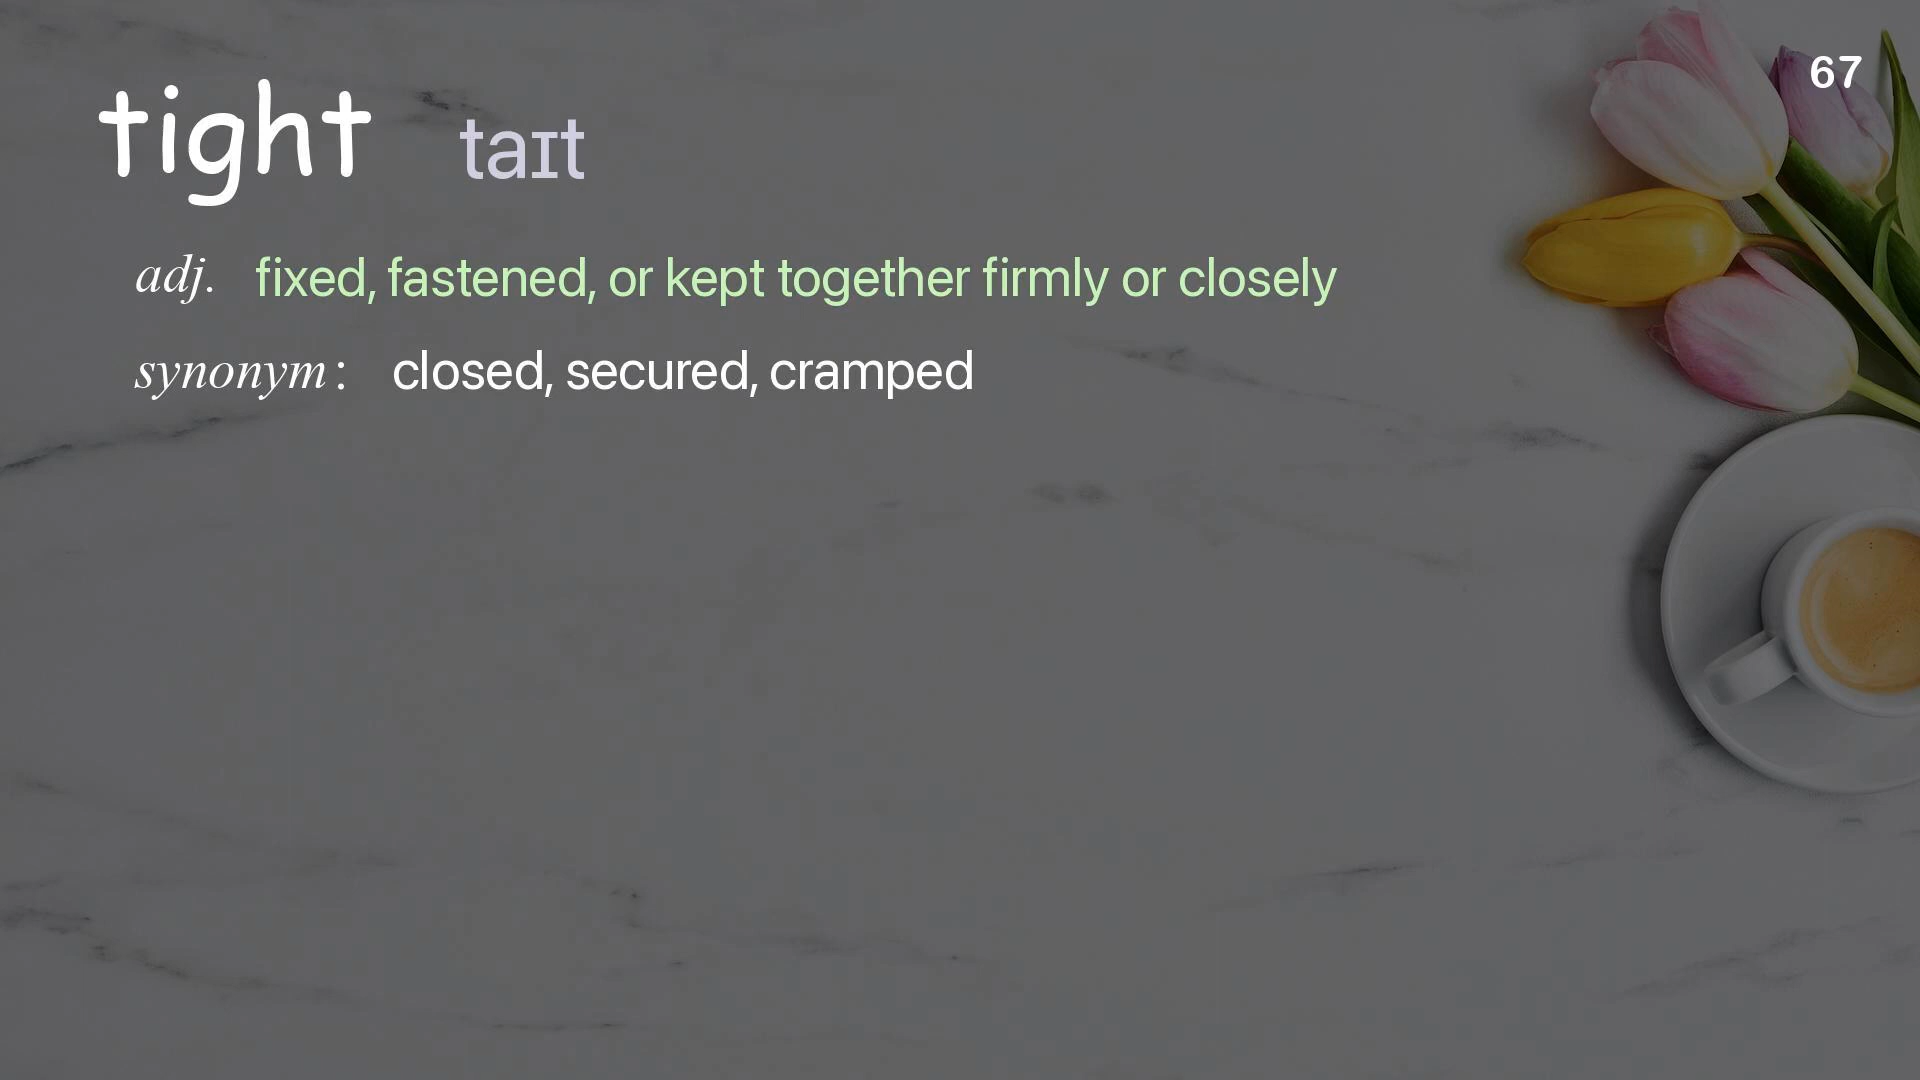 67
tight taɪt
adj. fixed, fastened, or kept together firmly or closely
synonym: closed, secured, cramped